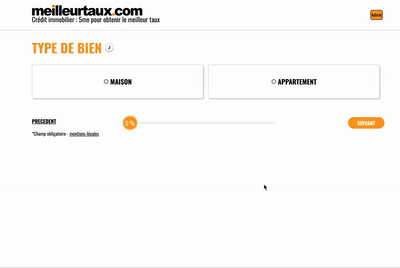 meilleurtaux.com
Crédit immobilier : 5mn pour obtenir le meilleur taux
Admin
TYPE DE BIEN i
MAISON
APPARTEMENT
PRECEDENT
0 %
SUIVANT
*Champ obligatoire - mentions légales